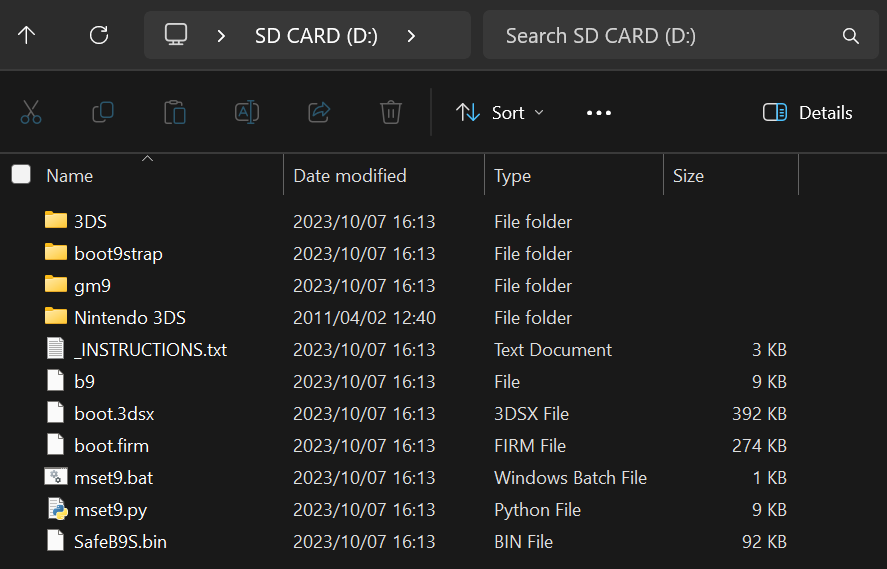 SD CARD (D:)
Search SD CARD (D:)
Sort
Details
Name Date modified Type Size
3DS 2023/10/07 16:13 File folder
boot9strap 2023/10/07 16:13 File folder
gm9 2023/10/07 16:13 File folder
Nintendo 3DS 2011/04/02 12:40 File folder
_INSTRUCTIONS.txt 2023/10/07 16:13 Text Document 3 KB
b9 2023/10/07 16:13 File 9 KB
boot.3dsx 2023/10/07 16:13 3DSX File 392 KB
boot.firm 2023/10/07 16:13 FIRM File 274 KB
mset9.bat 2023/10/07 16:13 Windows Batch File 1 KB
mset9.py 2023/10/07 16:13 Python File 9 KB
SafeB9S.bin 2023/10/07 16:13 BIN File 92 KB